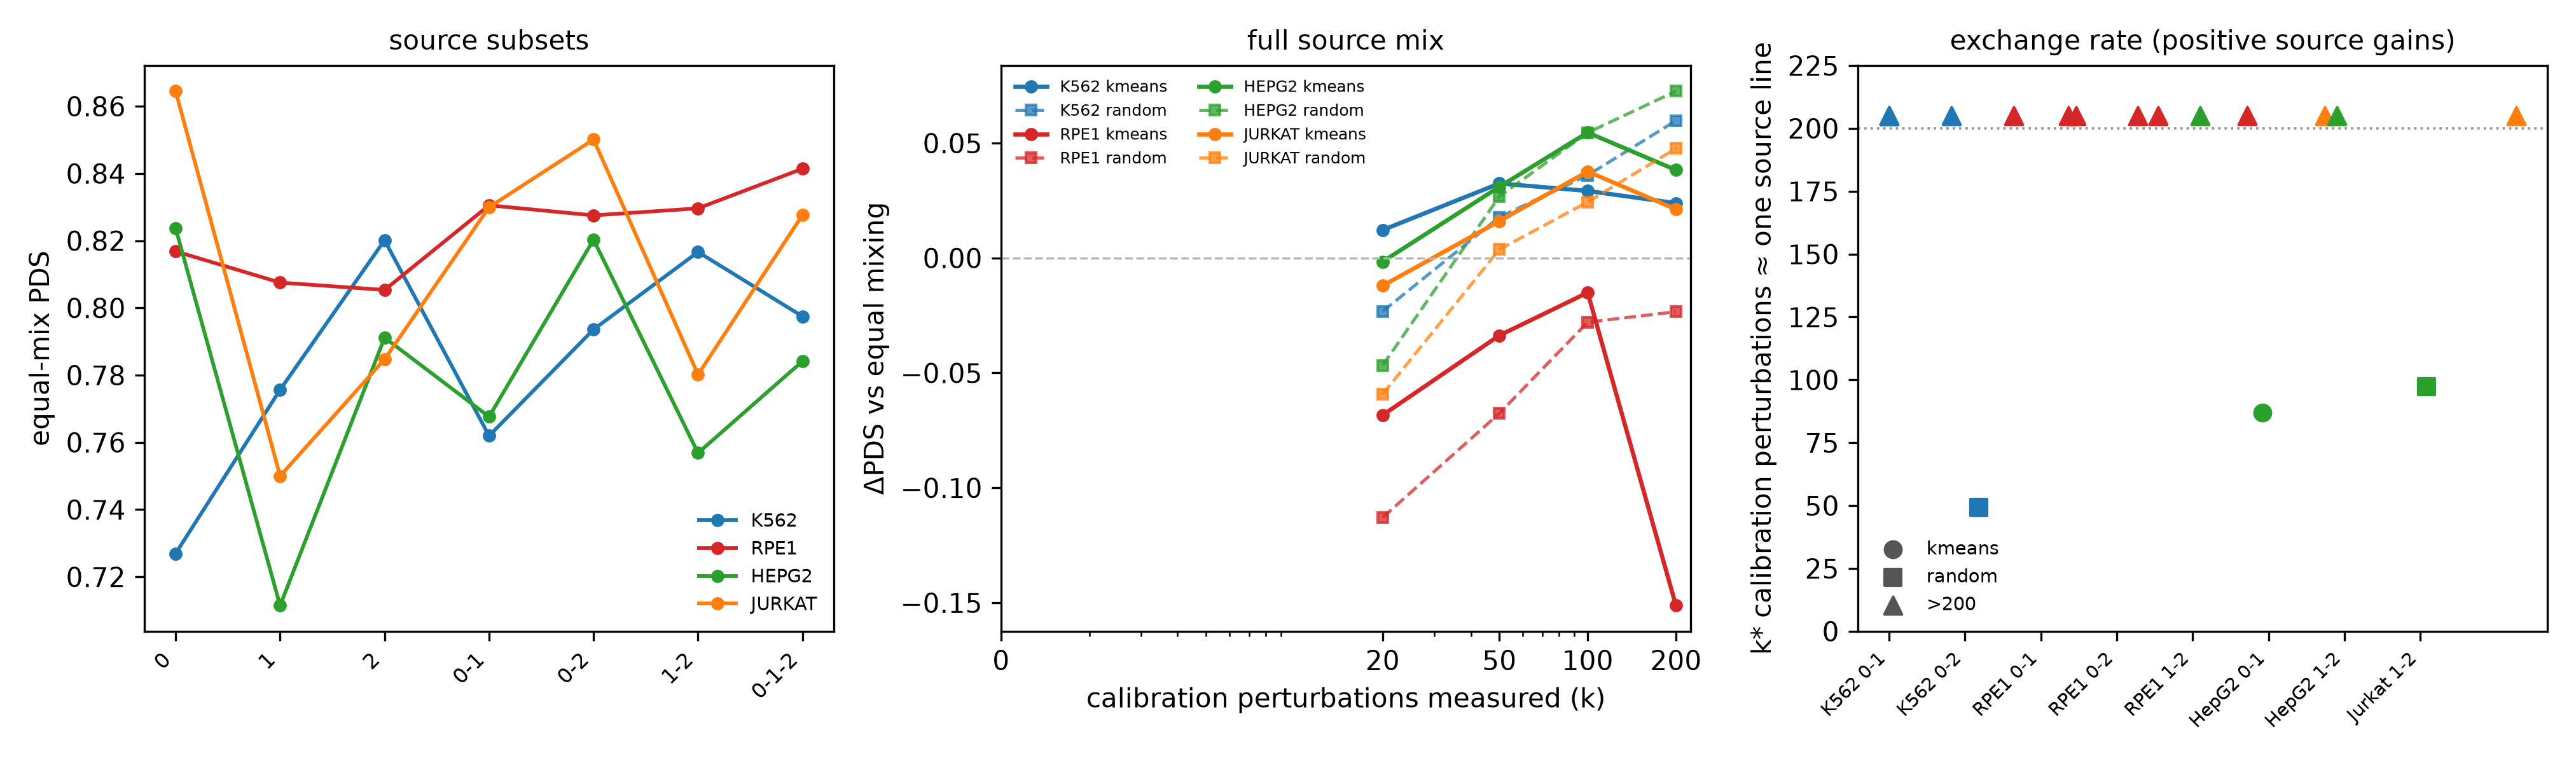 source subsets
equal-mix PDS
0.86
0.84
0.82
0.80
0.78
0.76
0.74
0.72
K562
RPE1
HEPG2
JURKAT
0
1
2
0-1
0-2
1-2
0-1-2
full source mix
ΔPDS vs equal mixing
0.05
0.00
−0.05
−0.10
−0.15
K562 kmeans
K562 random
RPE1 kmeans
RPE1 random
HEPG2 kmeans
HEPG2 random
JURKAT kmeans
JURKAT random
0
20
50
100
200
calibration perturbations measured (k)
exchange rate (positive source gains)
k* calibration perturbations ≈ one source line
225
200
175
150
125
100
75
50
25
0
kmeans
random
>200
K562 0-1
K562 0-2
RPE1 0-1
RPE1 0-2
RPE1 1-2
HepG2 0-1
HepG2 1-2
Jurkat 1-2